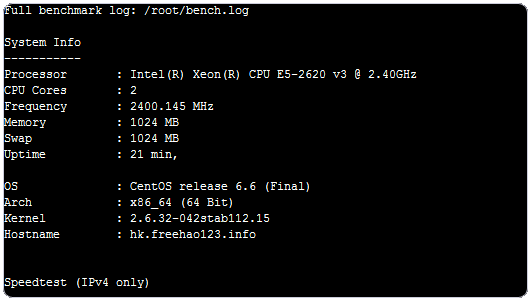 Full benchmark log: /root/bench.log
System Info
-----------
Processor : Intel(R) Xeon(R) CPU E5-2620 v3 @ 2.40GHz
CPU Cores : 2
Frequency : 2400.145 MHz
Memory : 1024 MB
Swap : 1024 MB
Uptime : 21 min,
OS : CentOS release 6.6 (Final)
Arch : x86_64 (64 Bit)
Kernel : 2.6.32-042stab112.15
Hostname : hk.freehao123.info
Speedtest (IPv4 only)